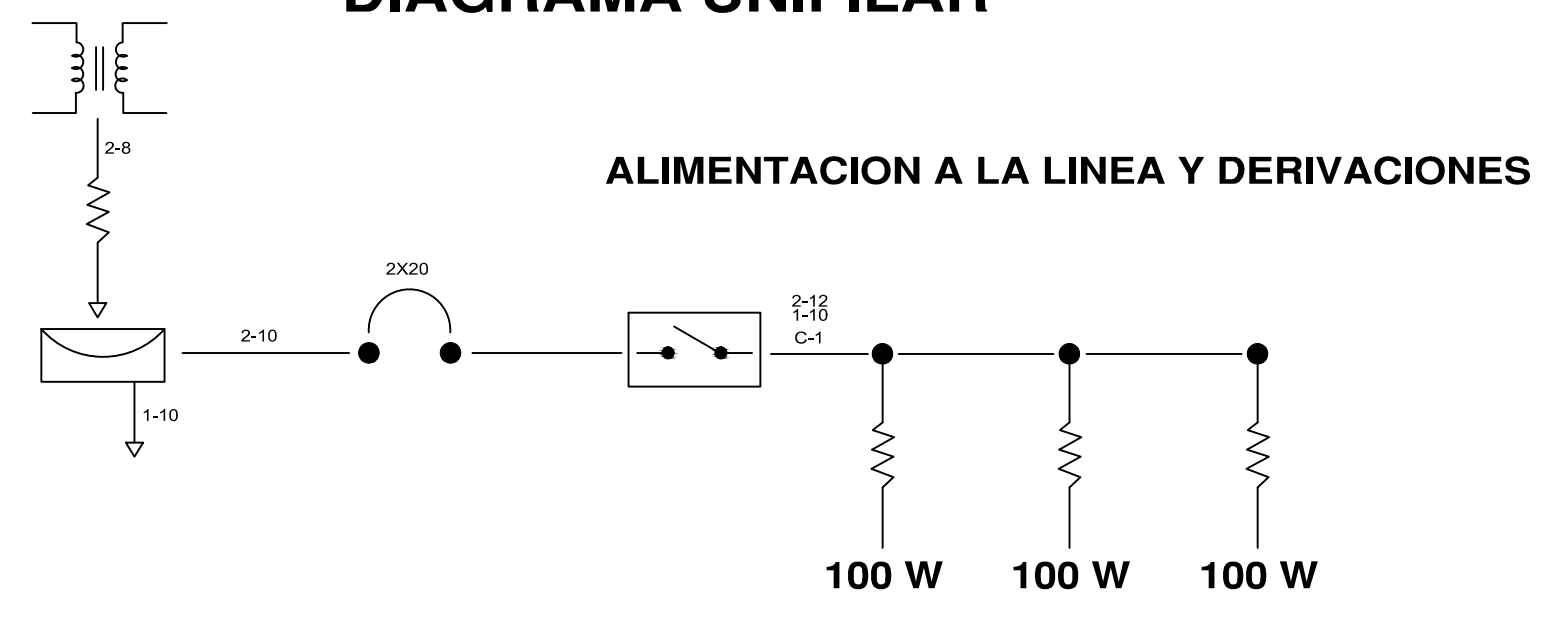 DIAGRAMA UNIFILAR
2-8
ALIMENTACION A LA LINEA Y DERIVACIONES
2X20
2-12
1-10
2-10
C-1
1-10
100 W
100 W
100 W